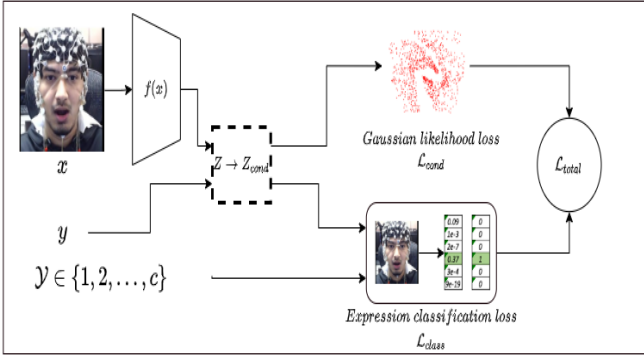 x
f(x)
Z → Z_cond
y
𝒴 ∈ {1, 2, …, c}
Gaussian likelihood loss
ℒ_cond
ℒ_total
0.09 0
1e-3 0
2e-7 0
0.37 1
3e-4 0
9e-19 0
Expression classification loss
ℒ_class